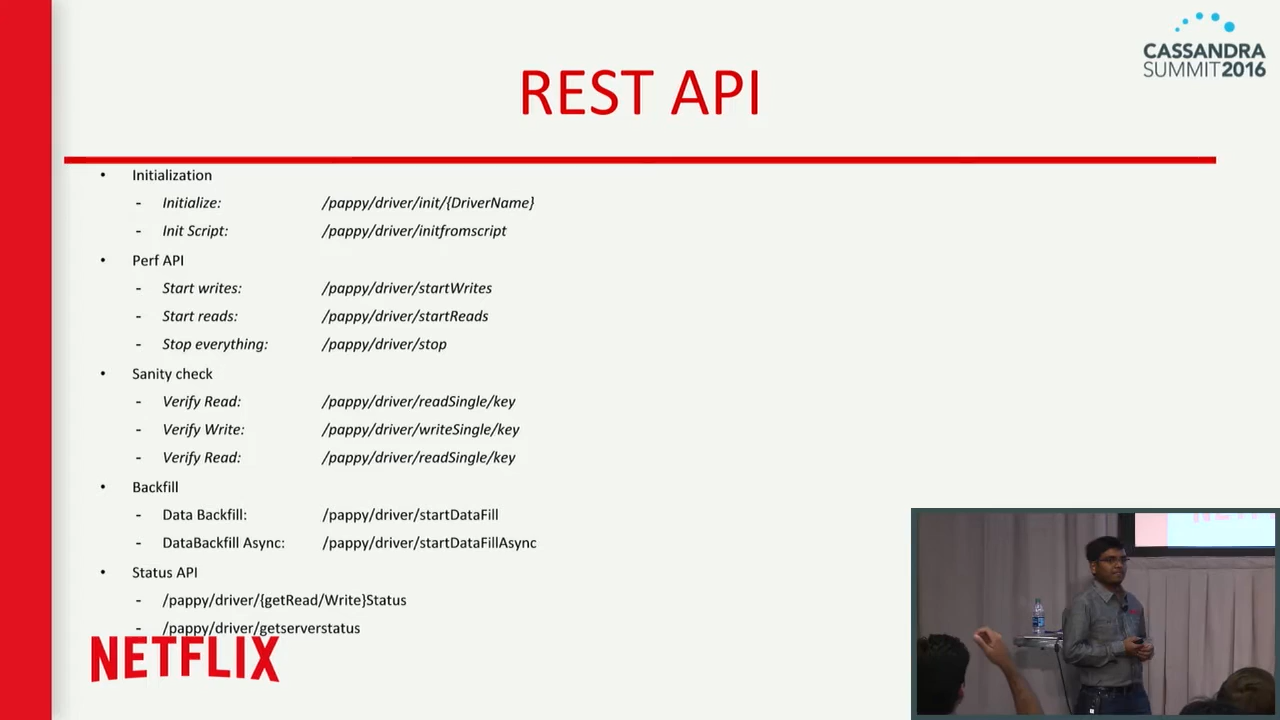 CASSANDRA
SUMMIT2016
REST API
• Initialization
- Initialize: /pappy/driver/init/{DriverName}
- Init Script: /pappy/driver/initfromscript
• Perf API
- Start writes: /pappy/driver/startWrites
- Start reads: /pappy/driver/startReads
- Stop everything: /pappy/driver/stop
• Sanity check
- Verify Read: /pappy/driver/readSingle/key
- Verify Write: /pappy/driver/writeSingle/key
- Verify Read: /pappy/driver/readSingle/key
• Backfill
- Data Backfill: /pappy/driver/startDataFill
- DataBackfill Async: /pappy/driver/startDataFillAsync
• Status API
- /pappy/driver/{getRead/Write}Status
- /pappy/driver/getserverstatus
NETFLIX